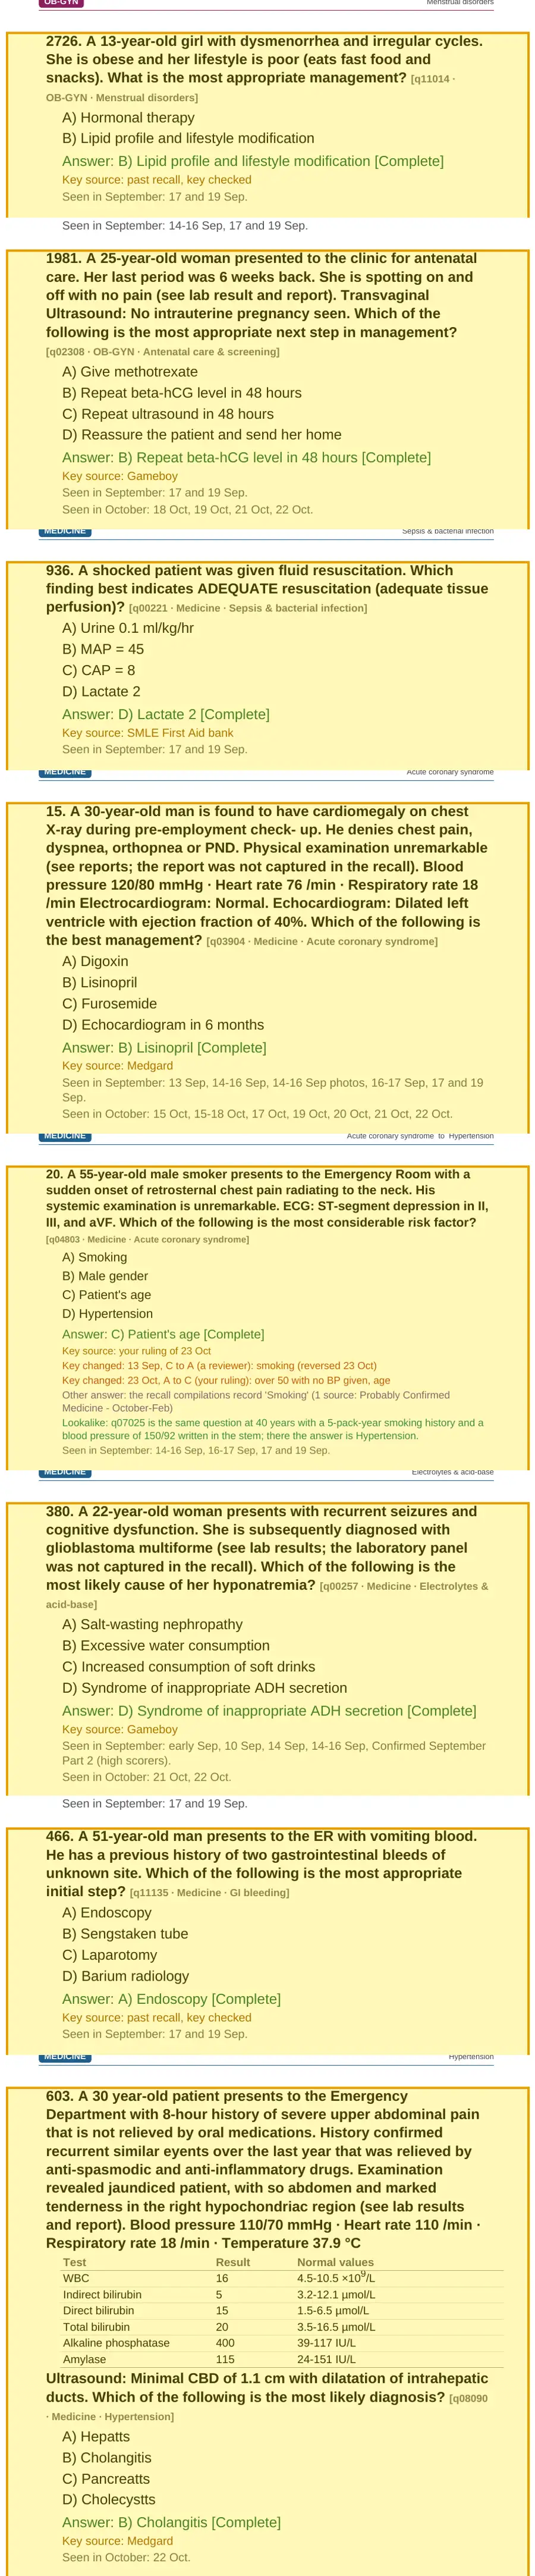 OB-GYN Menstrual disorders
2726. A 13-year-old girl with dysmenorrhea and irregular cycles.
She is obese and her lifestyle is poor (eats fast food and
snacks). What is the most appropriate management? [q11014 ·
OB-GYN · Menstrual disorders]
A) Hormonal therapy
B) Lipid profile and lifestyle modification
Answer: B) Lipid profile and lifestyle modification [Complete]
Key source: past recall, key checked
Seen in September: 17 and 19 Sep.
Seen in September: 14-16 Sep, 17 and 19 Sep.
1981. A 25-year-old woman presented to the clinic for antenatal
care. Her last period was 6 weeks back. She is spotting on and
off with no pain (see lab result and report). Transvaginal
Ultrasound: No intrauterine pregnancy seen. Which of the
following is the most appropriate next step in management?
[q02308 · OB-GYN · Antenatal care & screening]
A) Give methotrexate
B) Repeat beta-hCG level in 48 hours
C) Repeat ultrasound in 48 hours
D) Reassure the patient and send her home
Answer: B) Repeat beta-hCG level in 48 hours [Complete]
Key source: Gameboy
Seen in September: 17 and 19 Sep.
Seen in October: 18 Oct, 19 Oct, 21 Oct, 22 Oct.
MEDICINE Sepsis & bacterial infection
936. A shocked patient was given fluid resuscitation. Which
finding best indicates ADEQUATE resuscitation (adequate tissue
perfusion)? [q00221 · Medicine · Sepsis & bacterial infection]
A) Urine 0.1 ml/kg/hr
B) MAP = 45
C) CAP = 8
D) Lactate 2
Answer: D) Lactate 2 [Complete]
Key source: SMLE First Aid bank
Seen in September: 17 and 19 Sep.
MEDICINE Acute coronary syndrome
15. A 30-year-old man is found to have cardiomegaly on chest
X-ray during pre-employment check- up. He denies chest pain,
dyspnea, orthopnea or PND. Physical examination unremarkable
(see reports; the report was not captured in the recall). Blood
pressure 120/80 mmHg · Heart rate 76 /min · Respiratory rate 18
/min Electrocardiogram: Normal. Echocardiogram: Dilated left
ventricle with ejection fraction of 40%. Which of the following is
the best management? [q03904 · Medicine · Acute coronary syndrome]
A) Digoxin
B) Lisinopril
C) Furosemide
D) Echocardiogram in 6 months
Answer: B) Lisinopril [Complete]
Key source: Medgard
Seen in September: 13 Sep, 14-16 Sep, 14-16 Sep photos, 16-17 Sep, 17 and 19
Sep.
Seen in October: 15 Oct, 15-18 Oct, 17 Oct, 19 Oct, 20 Oct, 21 Oct, 22 Oct.
MEDICINE Acute coronary syndrome to Hypertension
20. A 55-year-old male smoker presents to the Emergency Room with a
sudden onset of retrosternal chest pain radiating to the neck. His
systemic examination is unremarkable. ECG: ST-segment depression in II,
III, and aVF. Which of the following is the most considerable risk factor?
[q04803 · Medicine · Acute coronary syndrome]
A) Smoking
B) Male gender
C) Patient's age
D) Hypertension
Answer: C) Patient's age [Complete]
Key source: your ruling of 23 Oct
Key changed: 13 Sep, C to A (a reviewer): smoking (reversed 23 Oct)
Key changed: 23 Oct, A to C (your ruling): over 50 with no BP given, age
Other answer: the recall compilations record 'Smoking' (1 source: Probably Confirmed
Medicine - October-Feb)
Lookalike: q07025 is the same question at 40 years with a 5-pack-year smoking history and a
blood pressure of 150/92 written in the stem; there the answer is Hypertension.
Seen in September: 14-16 Sep, 16-17 Sep, 17 and 19 Sep.
MEDICINE Electrolytes & acid-base
380. A 22-year-old woman presents with recurrent seizures and
cognitive dysfunction. She is subsequently diagnosed with
glioblastoma multiforme (see lab results; the laboratory panel
was not captured in the recall). Which of the following is the
most likely cause of her hyponatremia? [q00257 · Medicine · Electrolytes &
acid-base]
A) Salt-wasting nephropathy
B) Excessive water consumption
C) Increased consumption of soft drinks
D) Syndrome of inappropriate ADH secretion
Answer: D) Syndrome of inappropriate ADH secretion [Complete]
Key source: Gameboy
Seen in September: early Sep, 10 Sep, 14 Sep, 14-16 Sep, Confirmed September
Part 2 (high scorers).
Seen in October: 21 Oct, 22 Oct.
Seen in September: 17 and 19 Sep.
466. A 51-year-old man presents to the ER with vomiting blood.
He has a previous history of two gastrointestinal bleeds of
unknown site. Which of the following is the most appropriate
initial step? [q11135 · Medicine · GI bleeding]
A) Endoscopy
B) Sengstaken tube
C) Laparotomy
D) Barium radiology
Answer: A) Endoscopy [Complete]
Key source: past recall, key checked
Seen in September: 17 and 19 Sep.
MEDICINE Hypertension
603. A 30 year-old patient presents to the Emergency
Department with 8-hour history of severe upper abdominal pain
that is not relieved by oral medications. History confirmed
recurrent similar eyents over the last year that was relieved by
anti-spasmodic and anti-inflammatory drugs. Examination
revealed jaundiced patient, with so abdomen and marked
tenderness in the right hypochondriac region (see lab results
and report). Blood pressure 110/70 mmHg · Heart rate 110 /min ·
Respiratory rate 18 /min · Temperature 37.9 °C
Test Result Normal values
WBC 16 4.5-10.5 ×10⁹/L
Indirect bilirubin 5 3.2-12.1 µmol/L
Direct bilirubin 15 1.5-6.5 µmol/L
Total bilirubin 20 3.5-16.5 µmol/L
Alkaline phosphatase 400 39-117 IU/L
Amylase 115 24-151 IU/L
Ultrasound: Minimal CBD of 1.1 cm with dilatation of intrahepatic
ducts. Which of the following is the most likely diagnosis? [q08090
· Medicine · Hypertension]
A) Hepatts
B) Cholangitis
C) Pancreatts
D) Cholecystts
Answer: B) Cholangitis [Complete]
Key source: Medgard
Seen in October: 22 Oct.